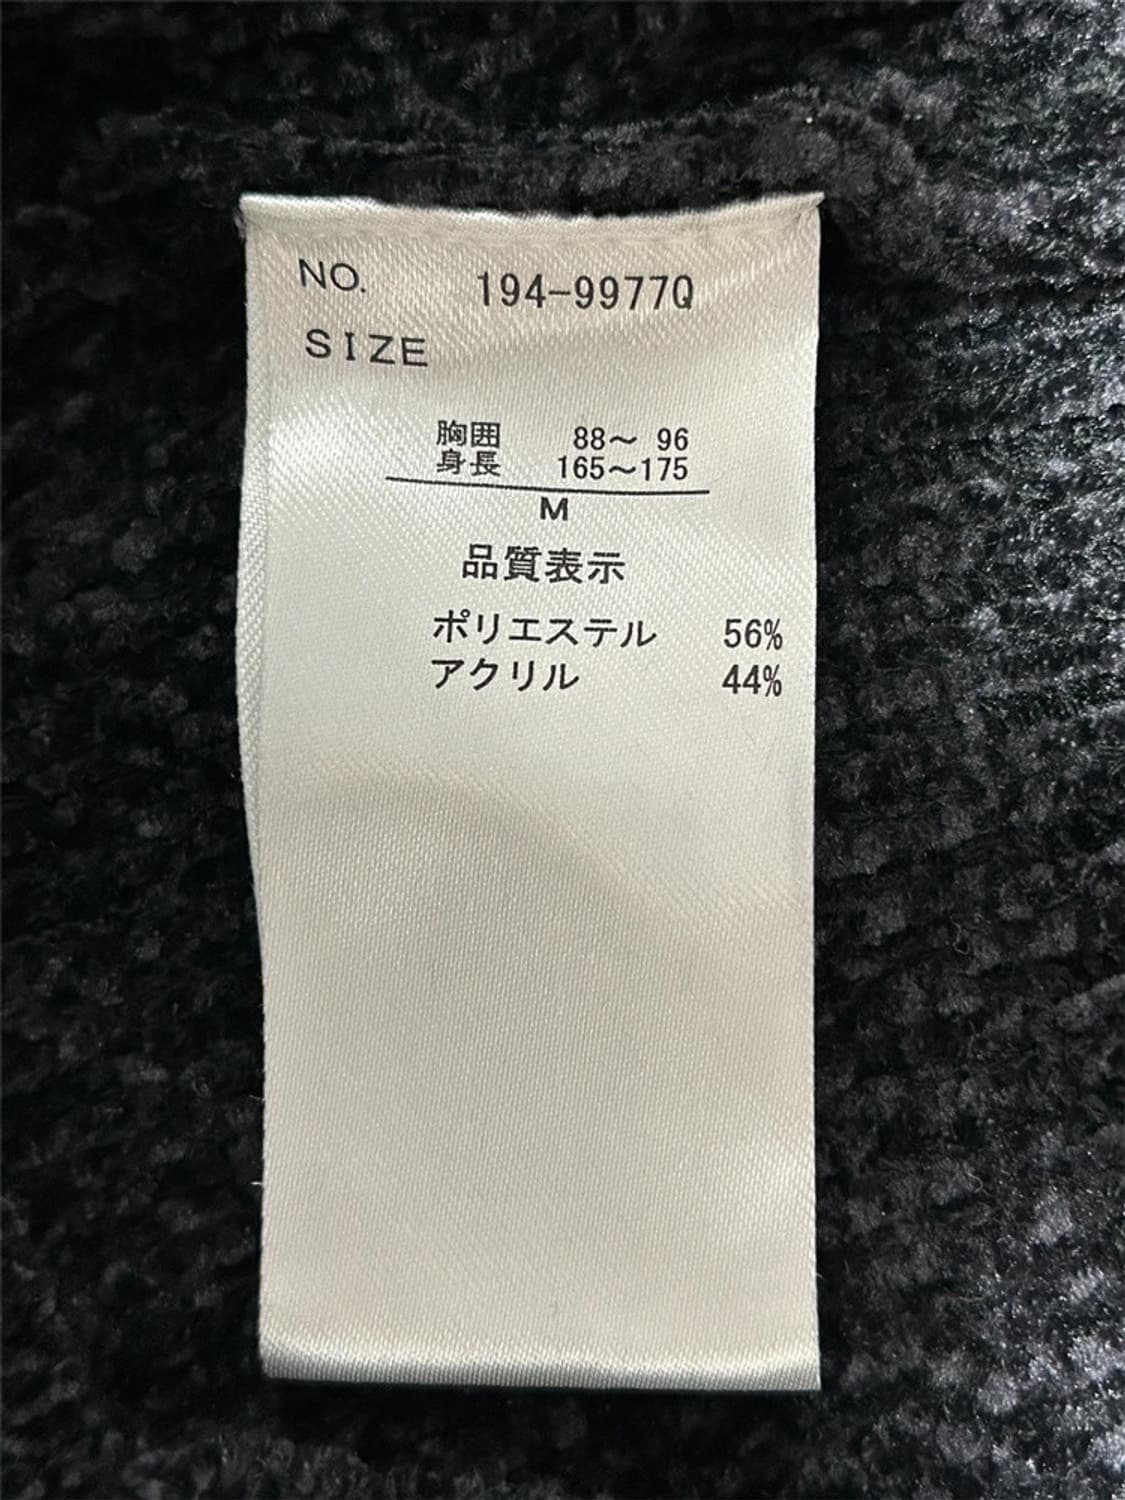 NO. 194-9977Q
SIZE
胸囲 88～ 96
身長 165～175
M
品質表示
ポリエステル 56%
アクリル 44%